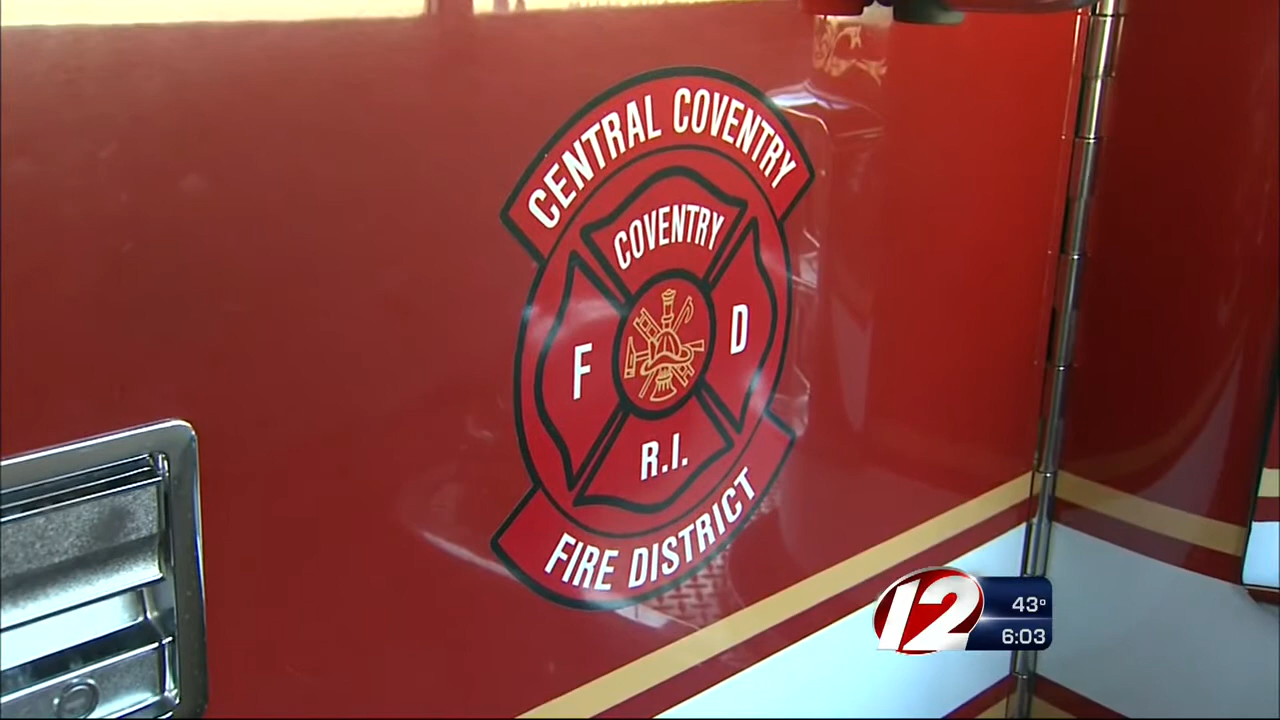 CENTRAL COVENTRY
COVENTRY
F D
R.I.
FIRE DISTRICT
12 43°
6:03